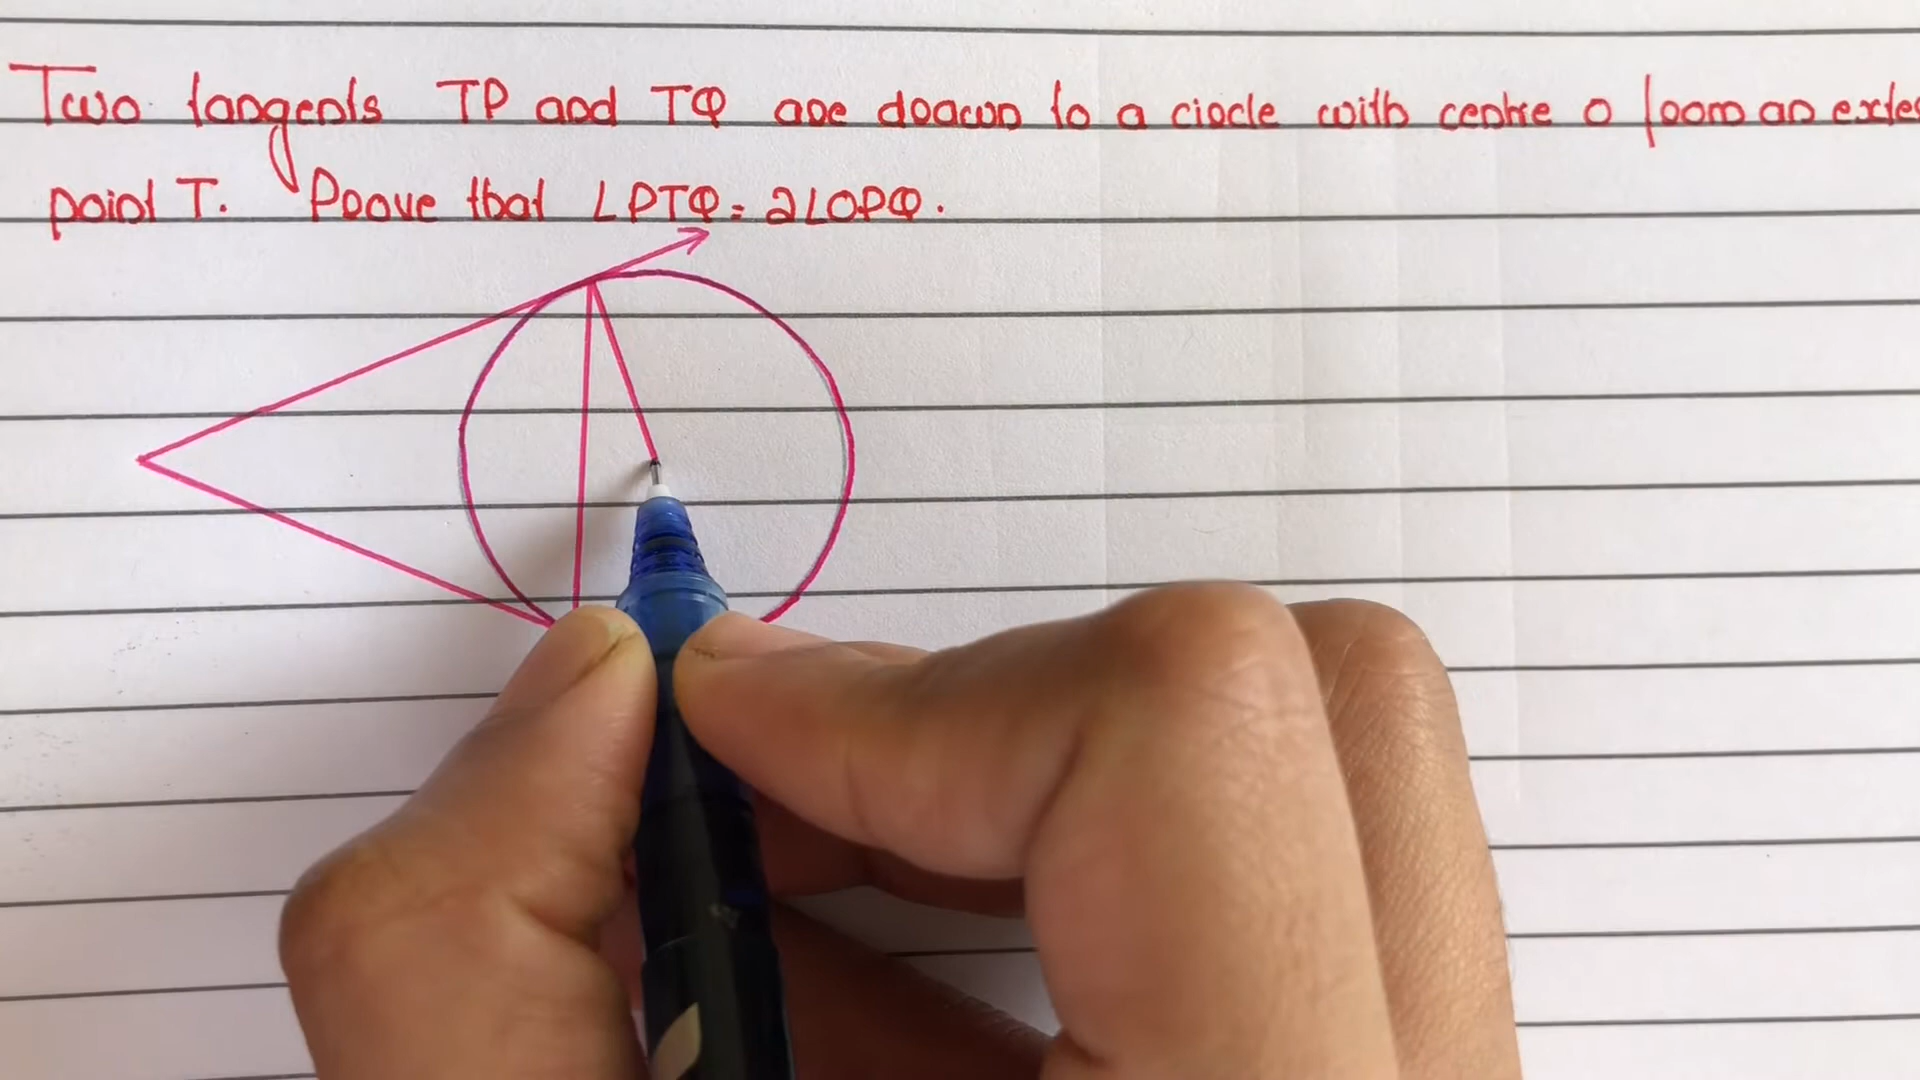 Two tangents TP and TQ are drawn to a circle with centre O from an exte
point T. Prove that ∠PTQ = 2∠OPQ.